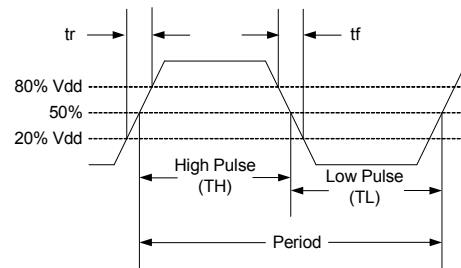 tr
tf
80% Vdd
50%
20% Vdd
High Pulse
(TH)
Low Pulse
(TL)
Period